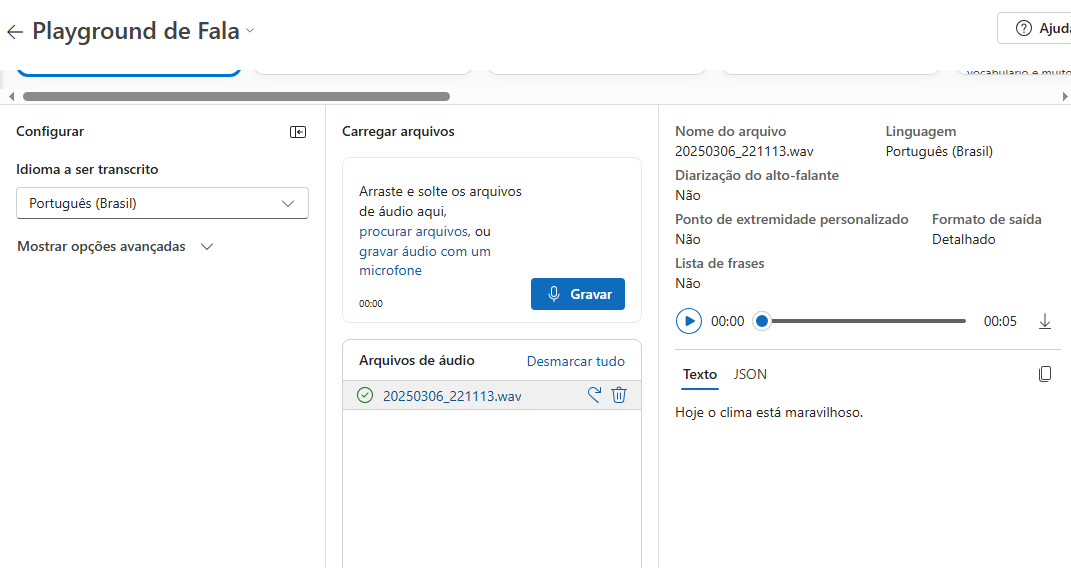 Playground de Fala
Ajuda
vocabulário e muito
Configurar
Idioma a ser transcrito
Português (Brasil)
Mostrar opções avançadas
Carregar arquivos
Arraste e solte os arquivos
de áudio aqui,
procurar arquivos, ou
gravar áudio com um
microfone
00:00
Gravar
Arquivos de áudio
Desmarcar tudo
20250306_221113.wav
Nome do arquivo
20250306_221113.wav
Linguagem
Português (Brasil)
Diarização do alto-falante
Não
Ponto de extremidade personalizado
Não
Formato de saída
Detalhado
Lista de frases
Não
00:00
00:05
Texto
JSON
Hoje o clima está maravilhoso.